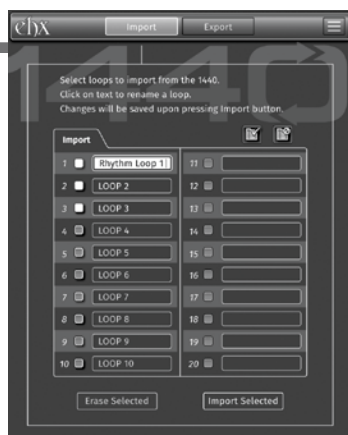 ehx Import Export
1440
Select loops to import from the 1440.
Click on text to rename a loop.
Changes will be saved upon pressing Import button.
Import
1 Rhythm Loop 1
2 LOOP 2
3 LOOP 3
4 LOOP 4
5 LOOP 5
6 LOOP 6
7 LOOP 7
8 LOOP 8
9 LOOP 9
10 LOOP 10
11
12
13
14
15
16
17
18
19
20
Erase Selected Import Selected